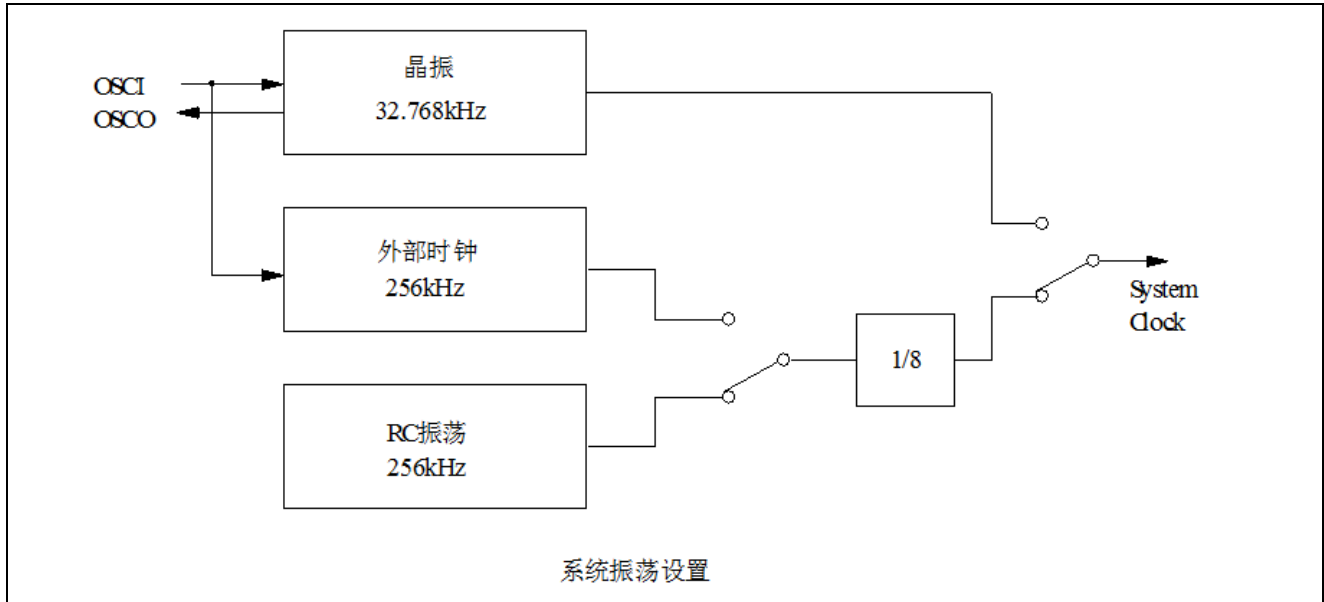 OSCI
OSCO
晶振
32.768kHz
外部时钟
256kHz
RC振荡
256kHz
1/8
System
Clock
系统振荡设置